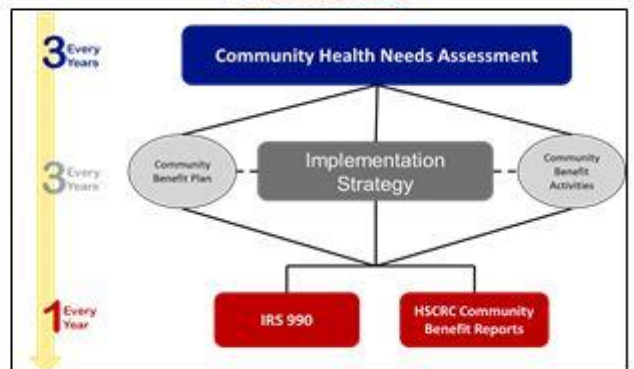 3 Every
Years
Community Health Needs Assessment
3 Every
Years
Community
Benefit Plan
Implementation
Strategy
Community
Benefit
Activities
1 Every
Year
IRS 990
HSCRC Community
Benefit Reports